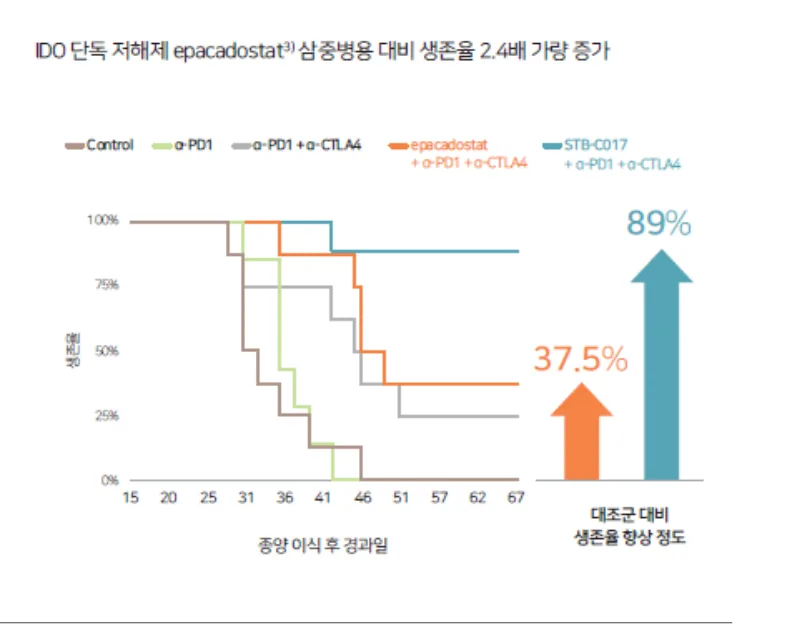 IDO 단독 저해제 epacadostat³⁾ 삼중병용 대비 생존율 2.4배 가량 증가
Control
α-PD1
α-PD1 + α-CTLA4
epacadostat
+ α-PD1 + α-CTLA4
STB-C017
+ α-PD1 + α-CTLA4
100%
75%
50%
25%
0%
생존율
15 20 25 31 36 41 46 51 57 62 67
종양 이식 후 경과일
37.5%
89%
대조군 대비
생존율 향상 정도